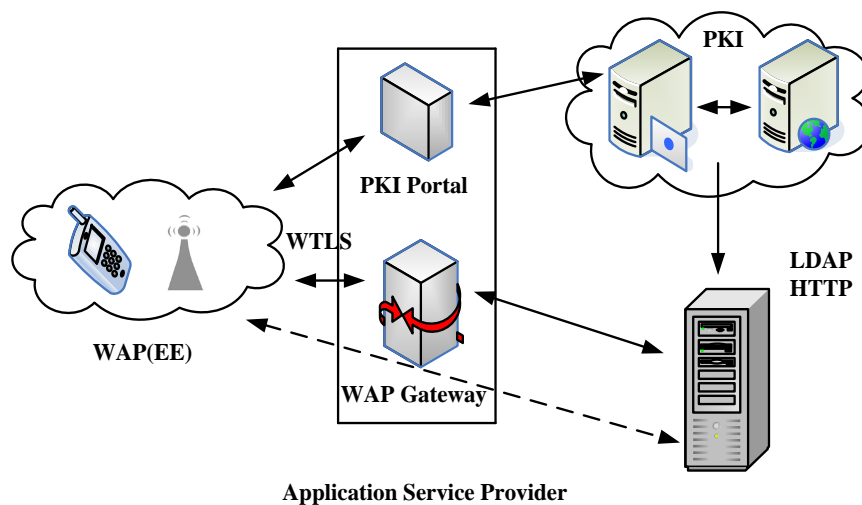 PKI
PKI Portal
WTLS
LDAP
HTTP
WAP(EE)
WAP Gateway
Application Service Provider